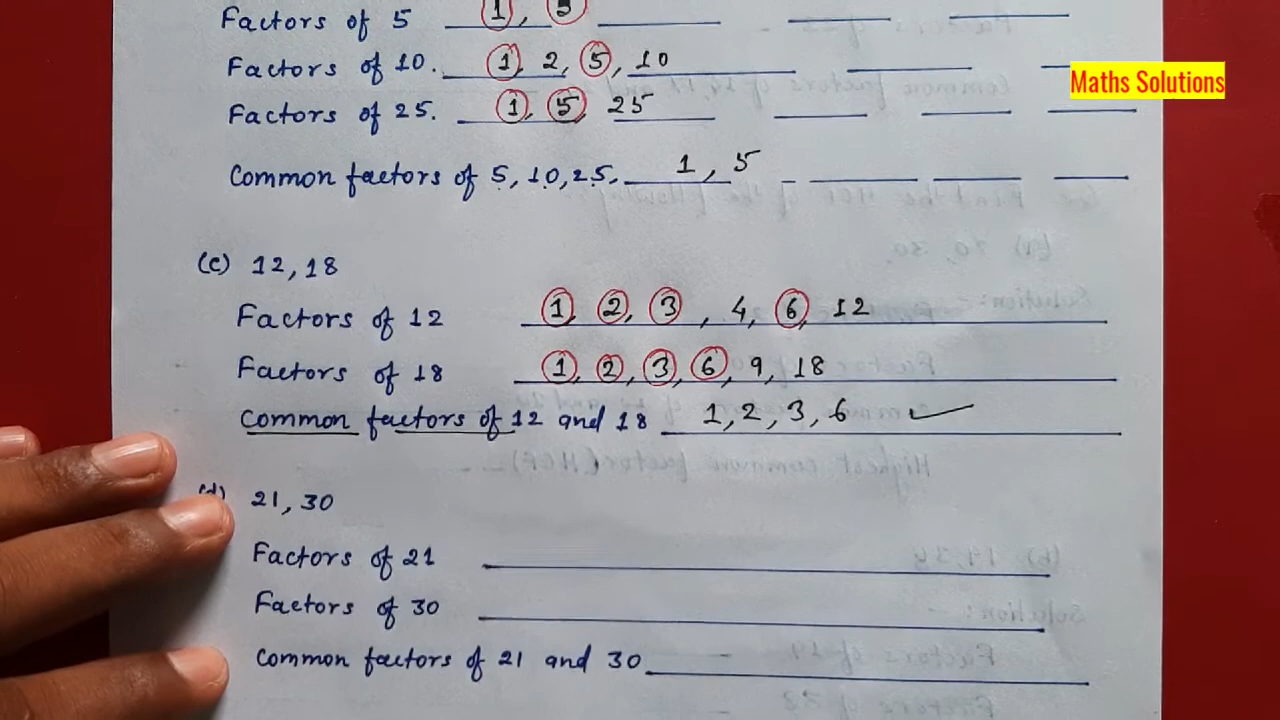 Factors of 5 1, 5
Factors of 10. 1, 2, 5, 10
Maths Solutions
Factors of 25. 1, 5, 25
Common factors of 5, 10, 25. 1, 5
(c) 12, 18
Factors of 12 1, 2, 3, 4, 6, 12
Factors of 18 1, 2, 3, 6, 9, 18
Common factors of 12 and 18 1, 2, 3, 6
21, 30
Factors of 21
Factors of 30
Common factors of 21 and 30